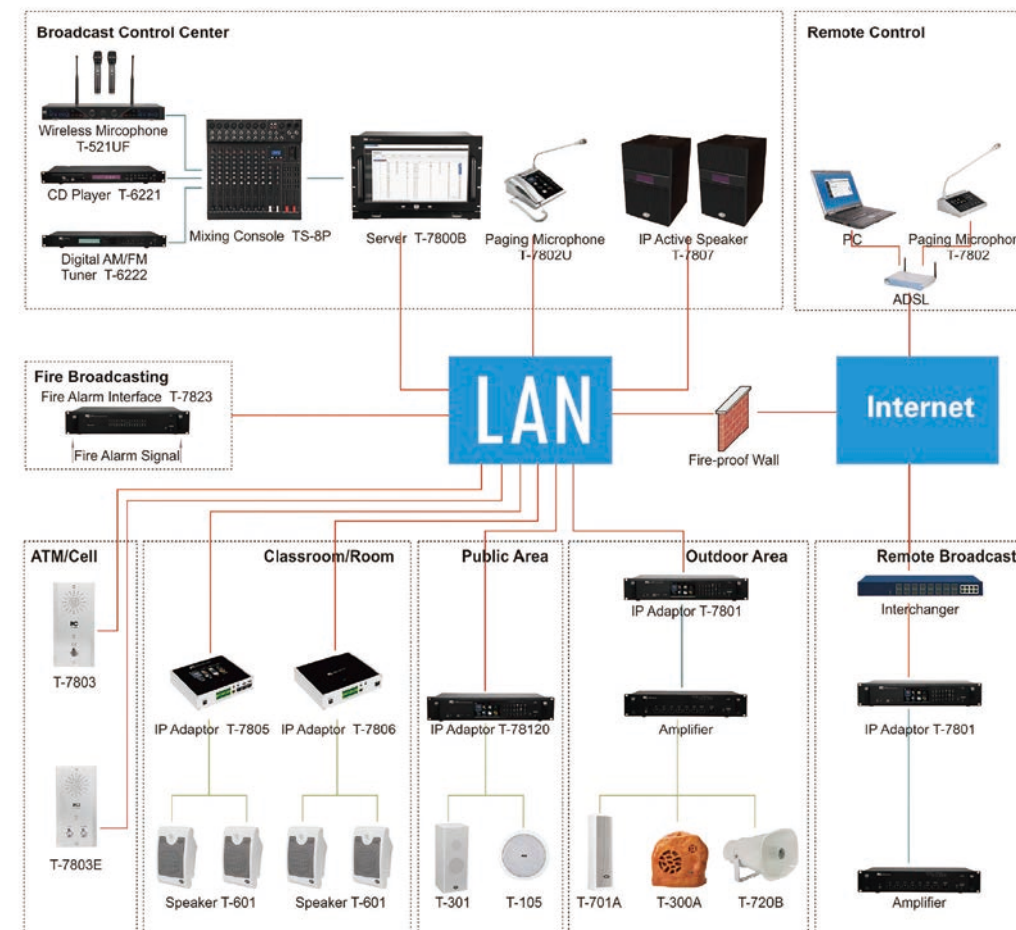 Broadcast Control Center
Remote Control
Wireless Mircophone
T-521UF
CD Player T-6221
Digital AM/FM
Tuner T-6222
Mixing Console TS-8P
Server T-7800B
Paging Microphone
T-7802U
IP Active Speaker
T-7807
PC
Paging Microphon
T-7802
ADSL
Fire Broadcasting
Fire Alarm Interface T-7823
Fire Alarm Signal
LAN
Fire-proof Wall
Internet
ATM/Cell
T-7803
T-7803E
Classroom/Room
IP Adaptor T-7805
IP Adaptor T-7806
Speaker T-601
Speaker T-601
Public Area
IP Adaptor T-78120
T-301
T-105
Outdoor Area
IP Adaptor T-7801
Amplifier
T-701A
T-300A
T-720B
Remote Broadcast
Interchanger
IP Adaptor T-7801
Amplifier